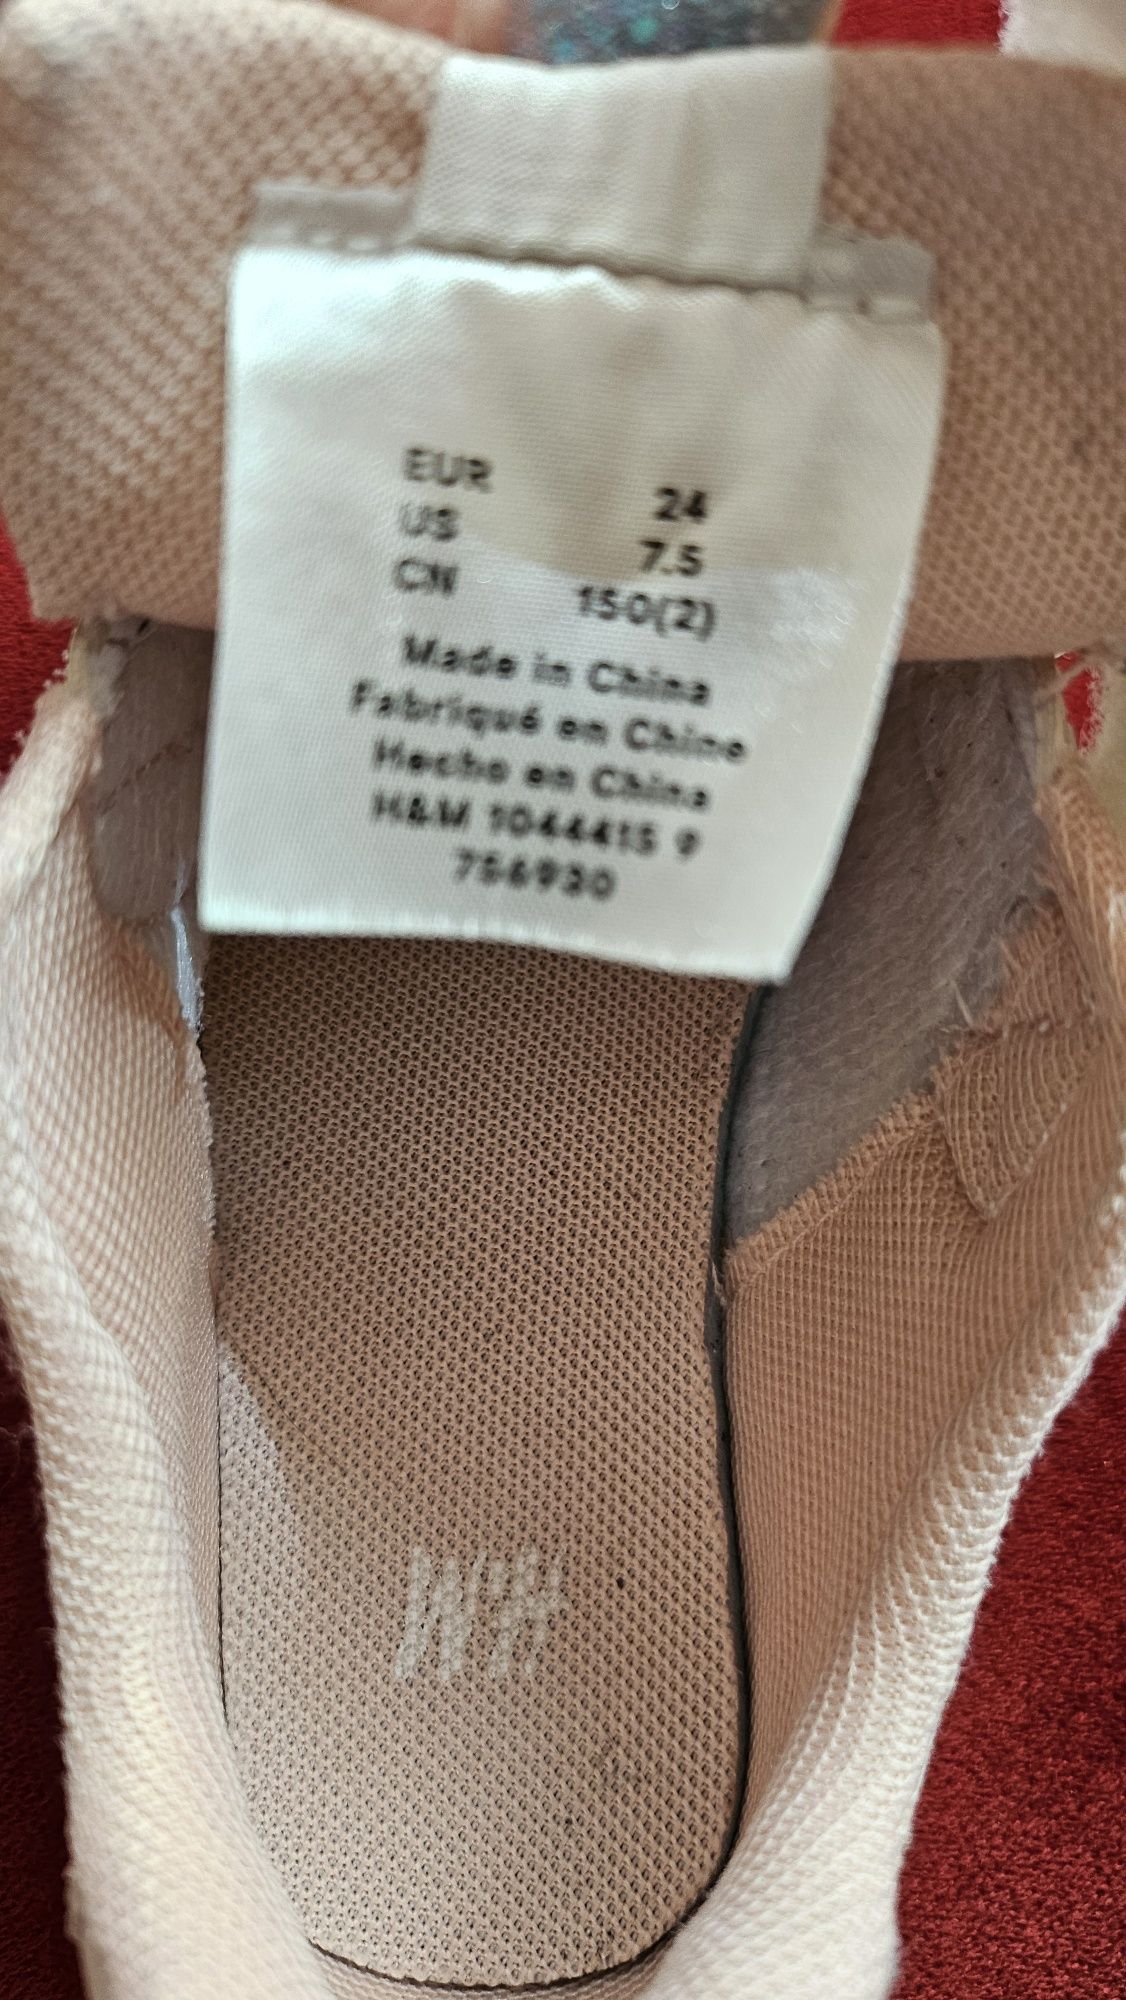 EUR 24
US 7.5
CN 150(2)
Made in China
Fabriqué en Chine
Hecho en China
H&M 1044415 9
756930
H&M